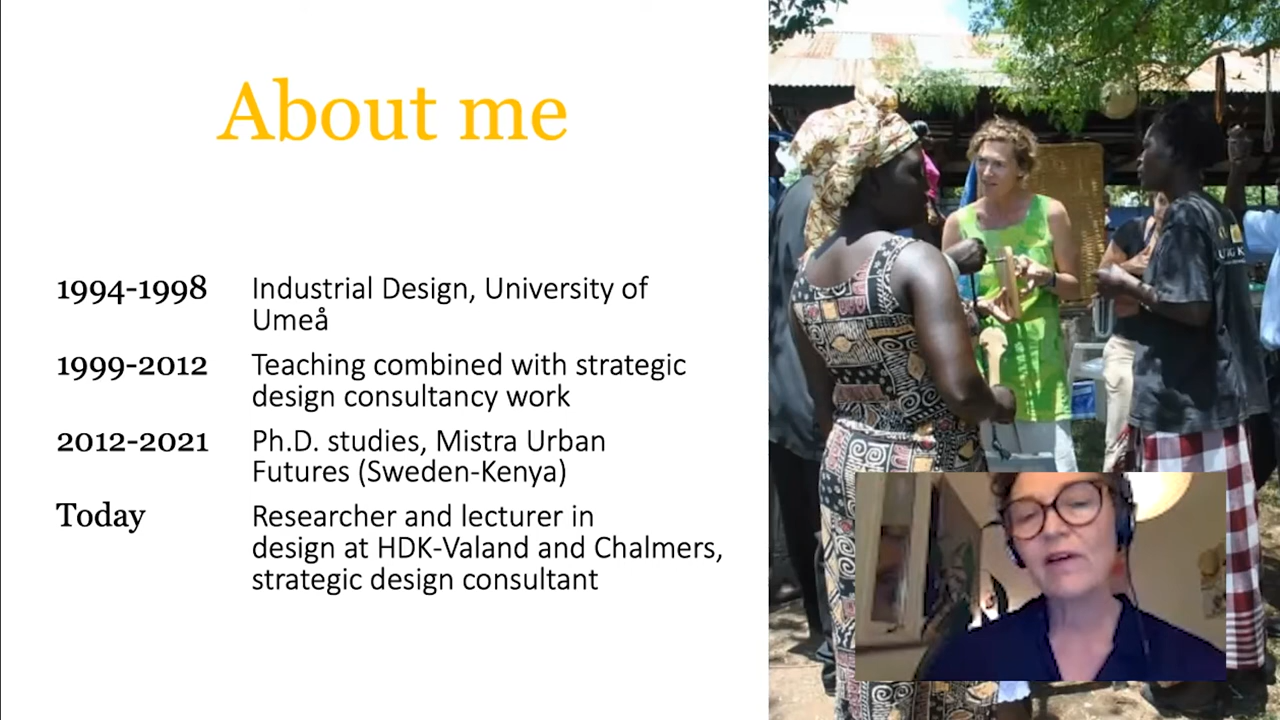 About me
1994-1998 Industrial Design, University of
Umeå
1999-2012 Teaching combined with strategic
design consultancy work
2012-2021 Ph.D. studies, Mistra Urban
Futures (Sweden-Kenya)
Today Researcher and lecturer in
design at HDK-Valand and Chalmers,
strategic design consultant